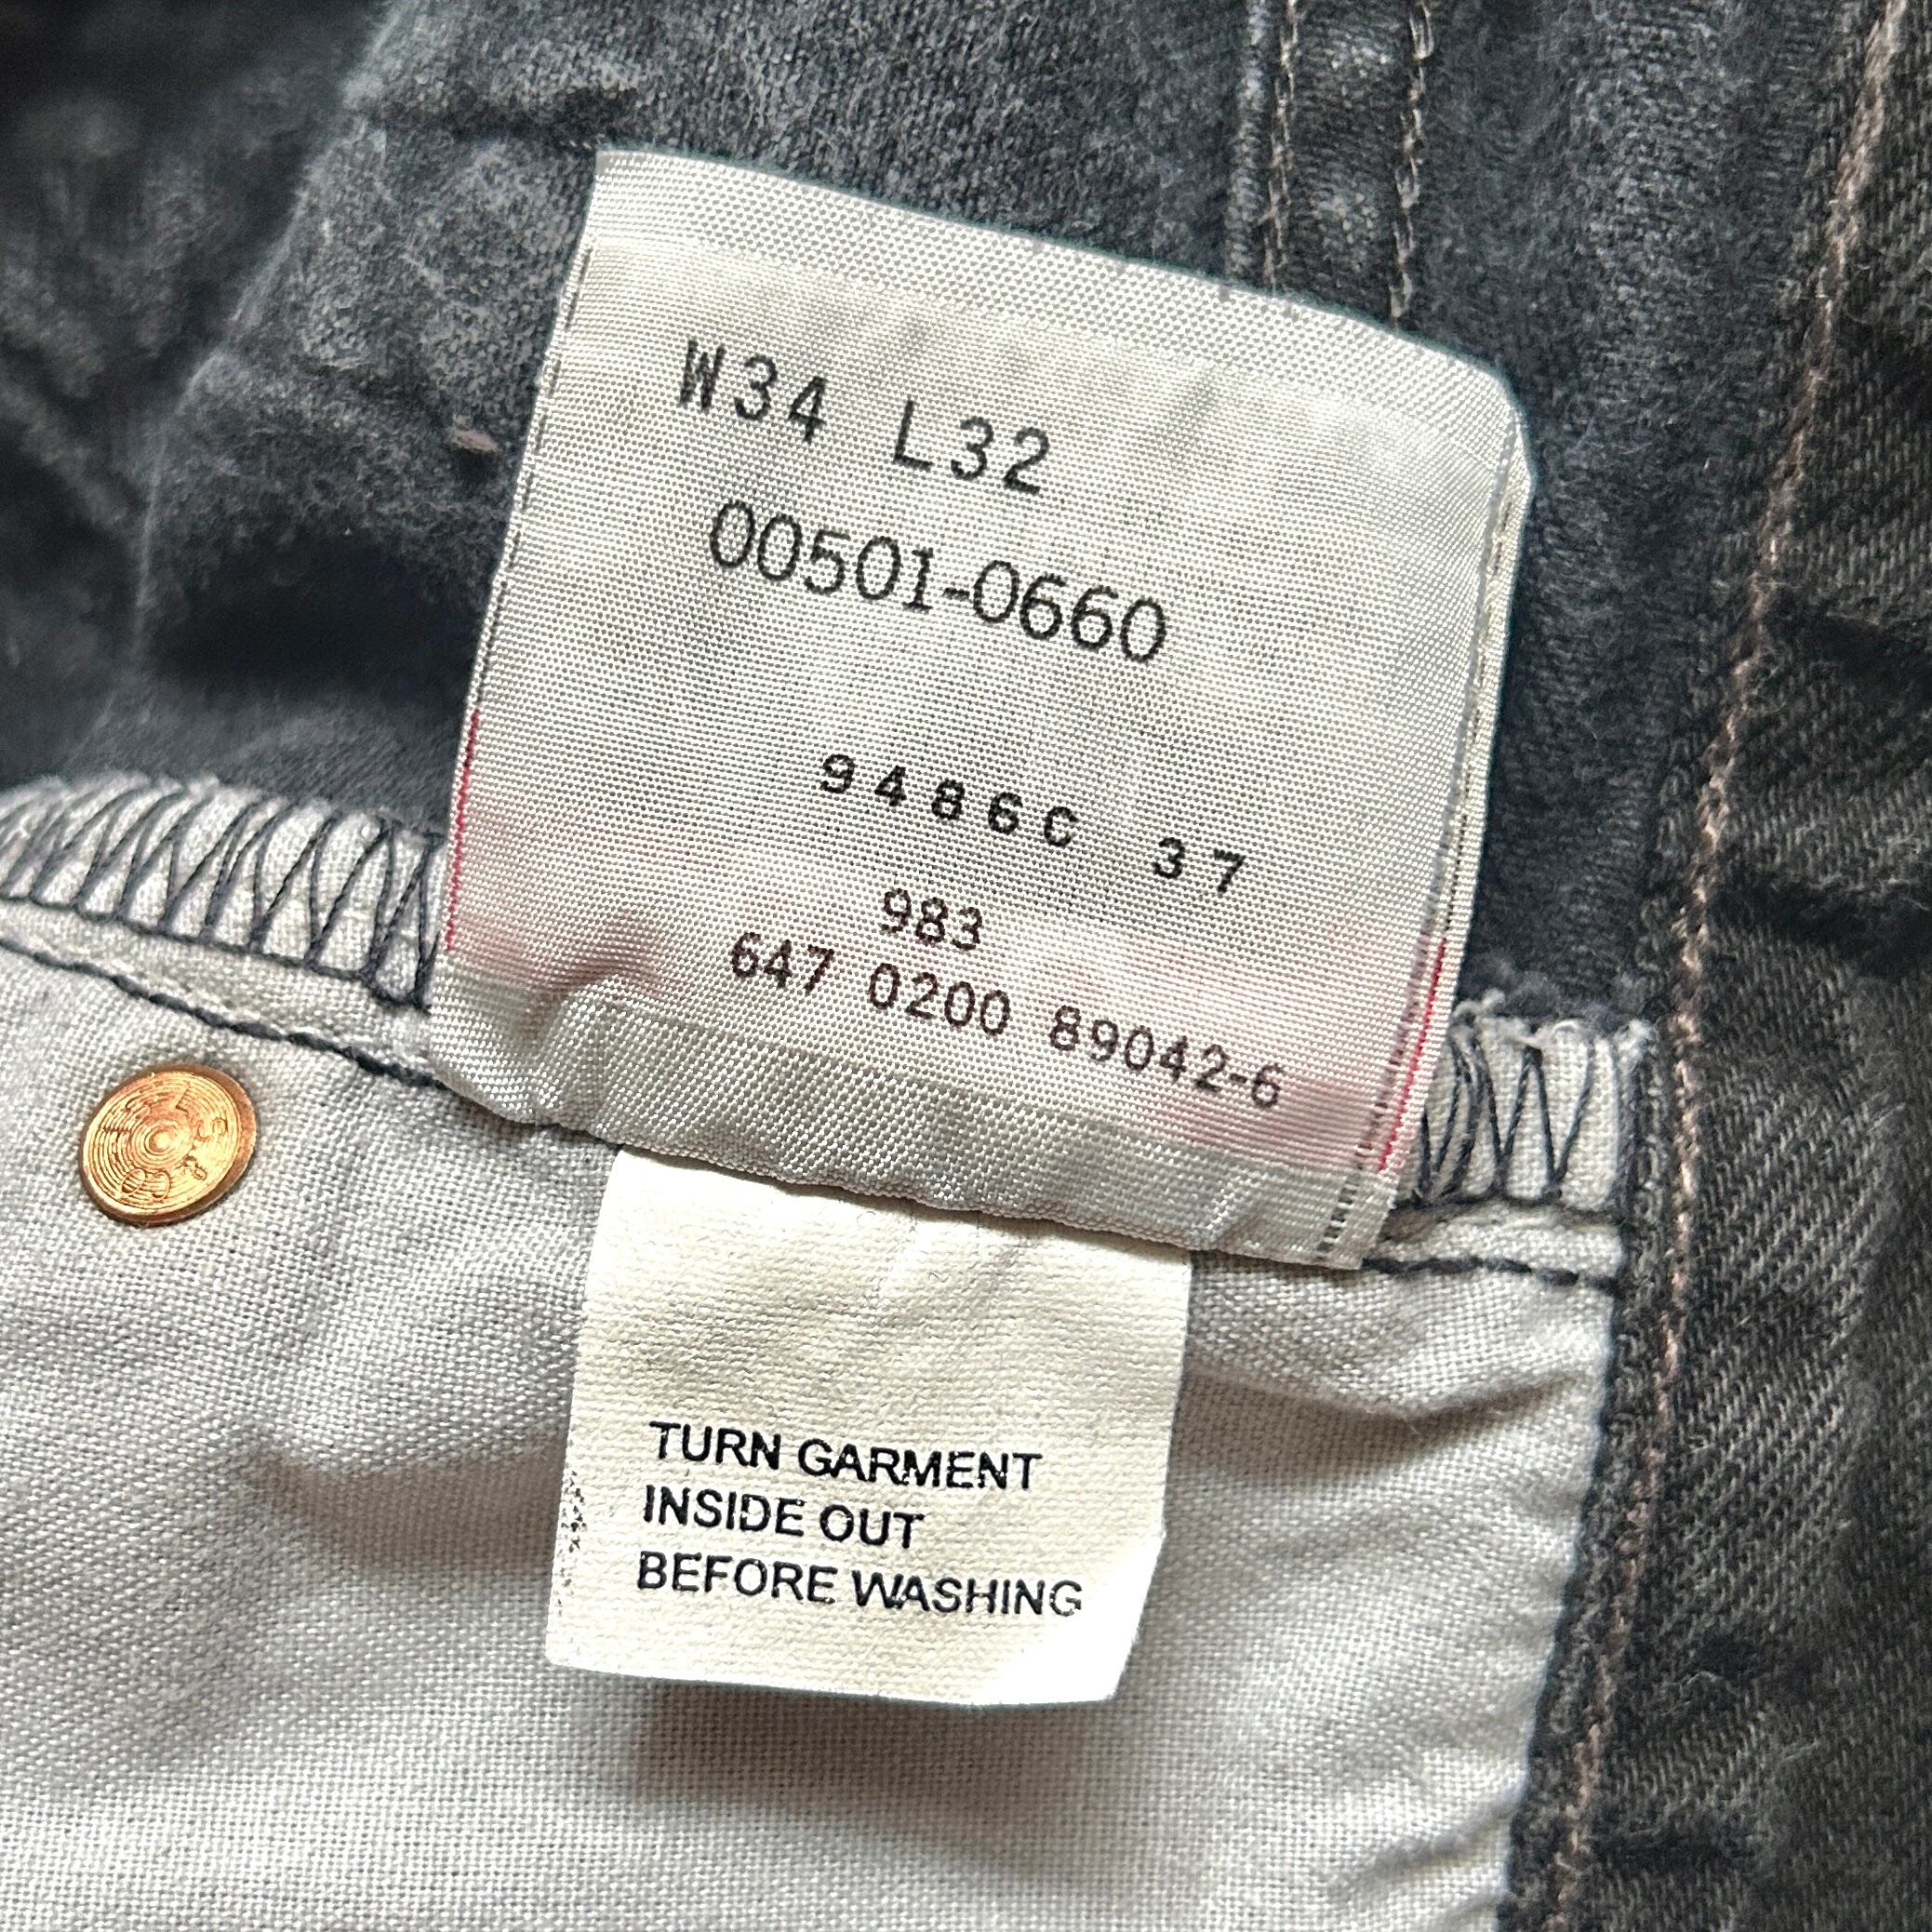 W34 L32
00501-0660
9486C 37
983
647 0200 89042-6
TURN GARMENT
INSIDE OUT
BEFORE WASHING